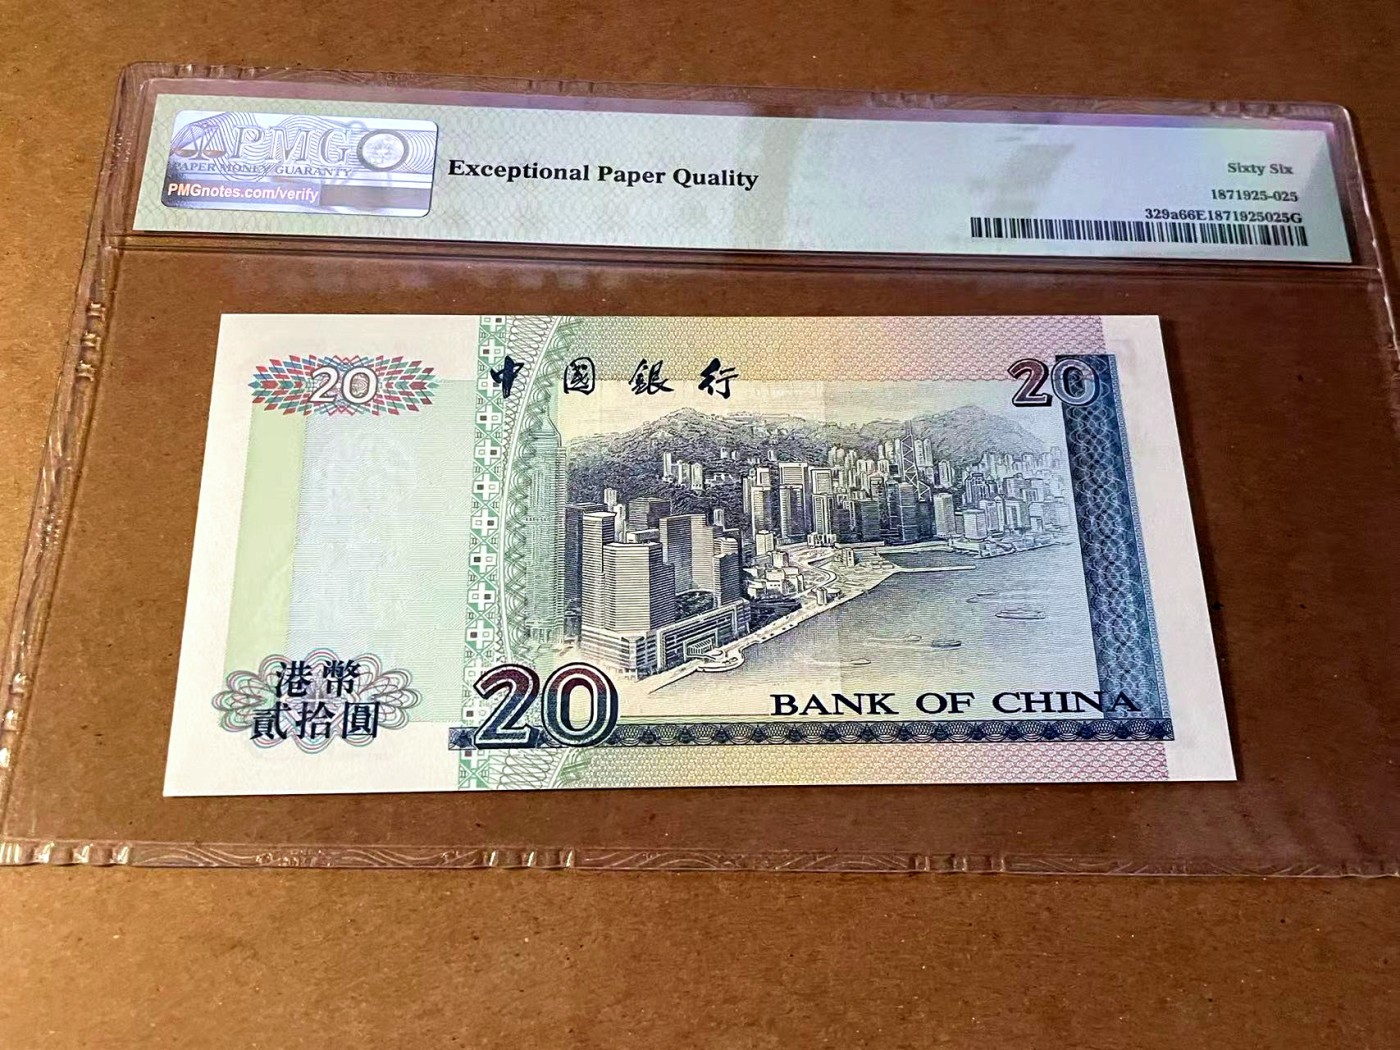 PMG
PAPER MONEY GUARANTY
PMGnotes.com/verify
Exceptional Paper Quality
Sixty Six
1871925-025
329a66E1871925025G
20
中國銀行
20
港幣
貳拾圓
20
BANK OF CHINA